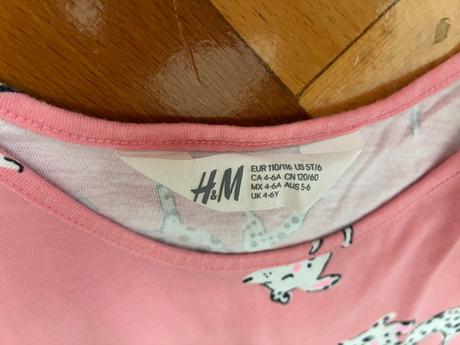 H&M
EUR 110/116 US 5T/6
CA 4-6A CN 120/60
MX 4-6A AUS 5-6
UK 4-6Y